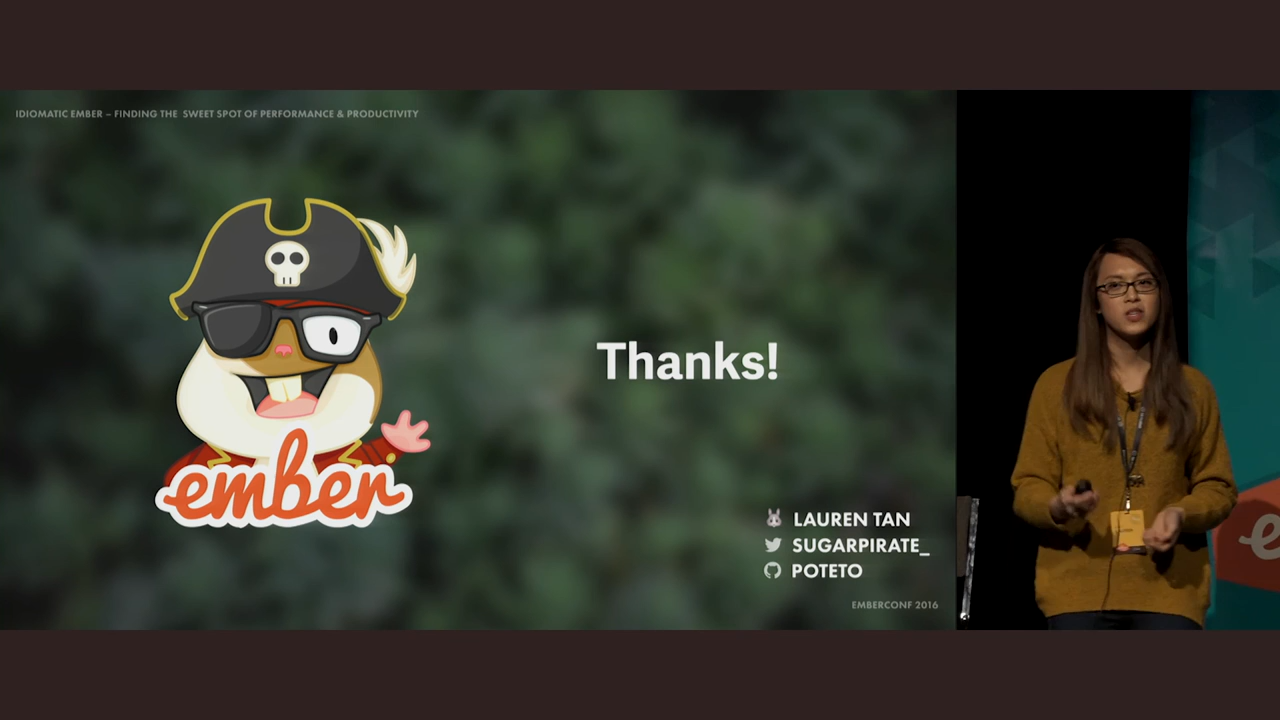 IDIOMATIC EMBER – FINDING THE SWEET SPOT OF PERFORMANCE & PRODUCTIVITY
ember
Thanks!
LAUREN TAN
SUGARPIRATE_
POTETO
EMBERCONF 2016